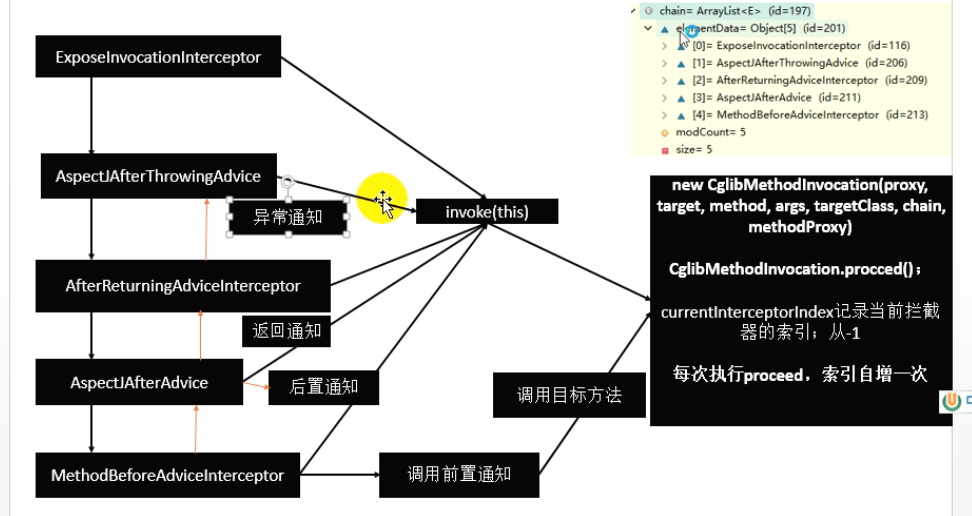 chain= ArrayList<E> (id=197)
elementData= Object[5] (id=201)
[0]= ExposeInvocationInterceptor (id=116)
[1]= AspectJAfterThrowingAdvice (id=206)
[2]= AfterReturningAdviceInterceptor (id=209)
[3]= AspectJAfterAdvice (id=211)
[4]= MethodBeforeAdviceInterceptor (id=213)
modCount= 5
size= 5
ExposeInvocationInterceptor
AspectJAfterThrowingAdvice
异常通知
invoke(this)
AfterReturningAdviceInterceptor
返回通知
AspectJAfterAdvice
后置通知
MethodBeforeAdviceInterceptor
调用前置通知
调用目标方法
new CglibMethodInvocation(proxy,
target, method, args, targetClass, chain,
methodProxy)
CglibMethodInvocation.procced()；
currentInterceptorIndex记录当前拦截
器的索引；从-1
每次执行proceed，索引自增一次